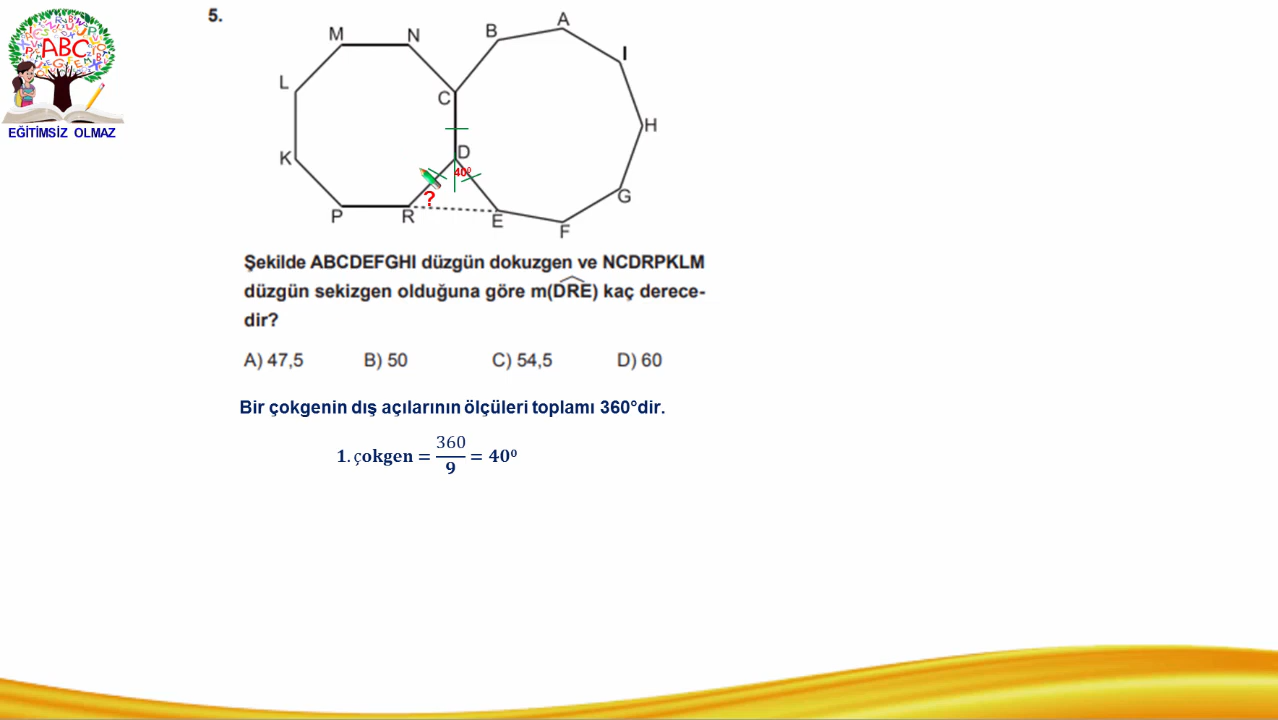 5.
ABC
EĞİTİMSİZ OLMAZ
M
N
B
A
I
L
C
H
K
D
40⁰
?
P
R
E
F
G
Şekilde ABCDEFGHI düzgün dokuzgen ve NCDRPKLM
düzgün sekizgen olduğuna göre m(DRE) kaç derece-
dir?
A) 47,5 B) 50 C) 54,5 D) 60
Bir çokgenin dış açılarının ölçüleri toplamı 360°dir.
1. çokgen = 360/9 = 40⁰